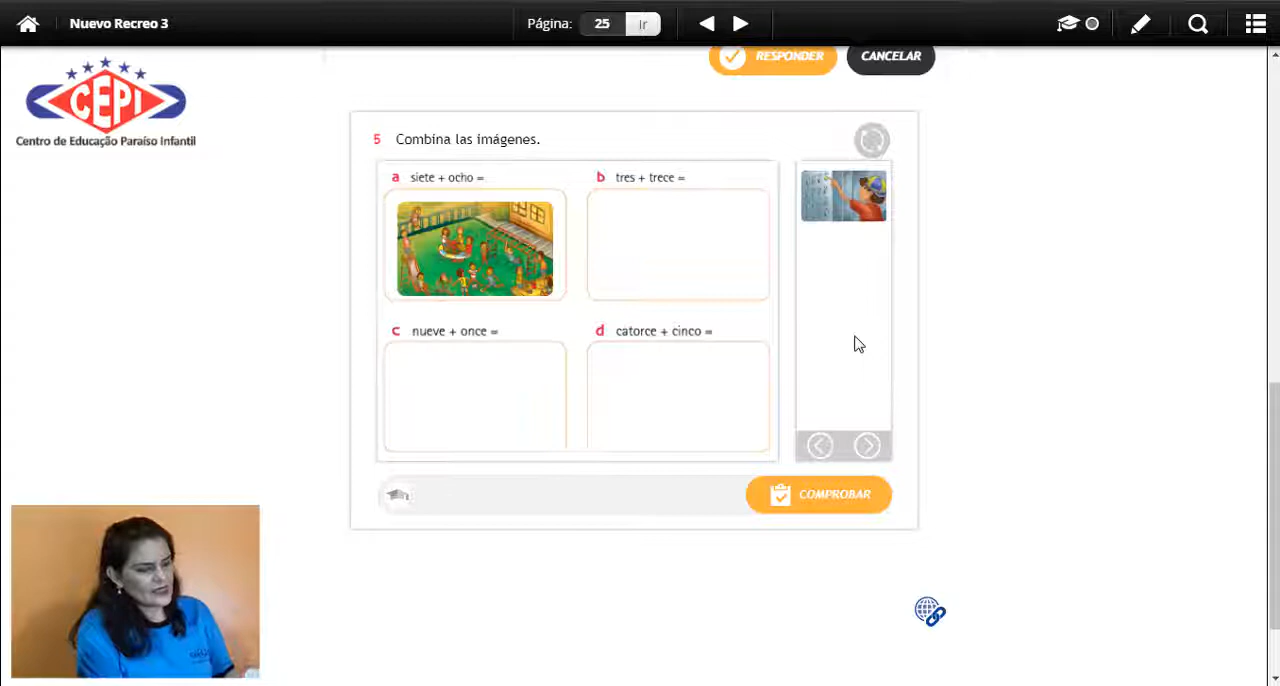 Nuevo Recreo 3
Página: 25 Ir
CEPI
Centro de Educação Paraíso Infantil
RESPONDER
CANCELAR
5 Combina las imágenes.
a siete + ocho =
b tres + trece =
c nueve + once =
d catorce + cinco =
COMPROBAR